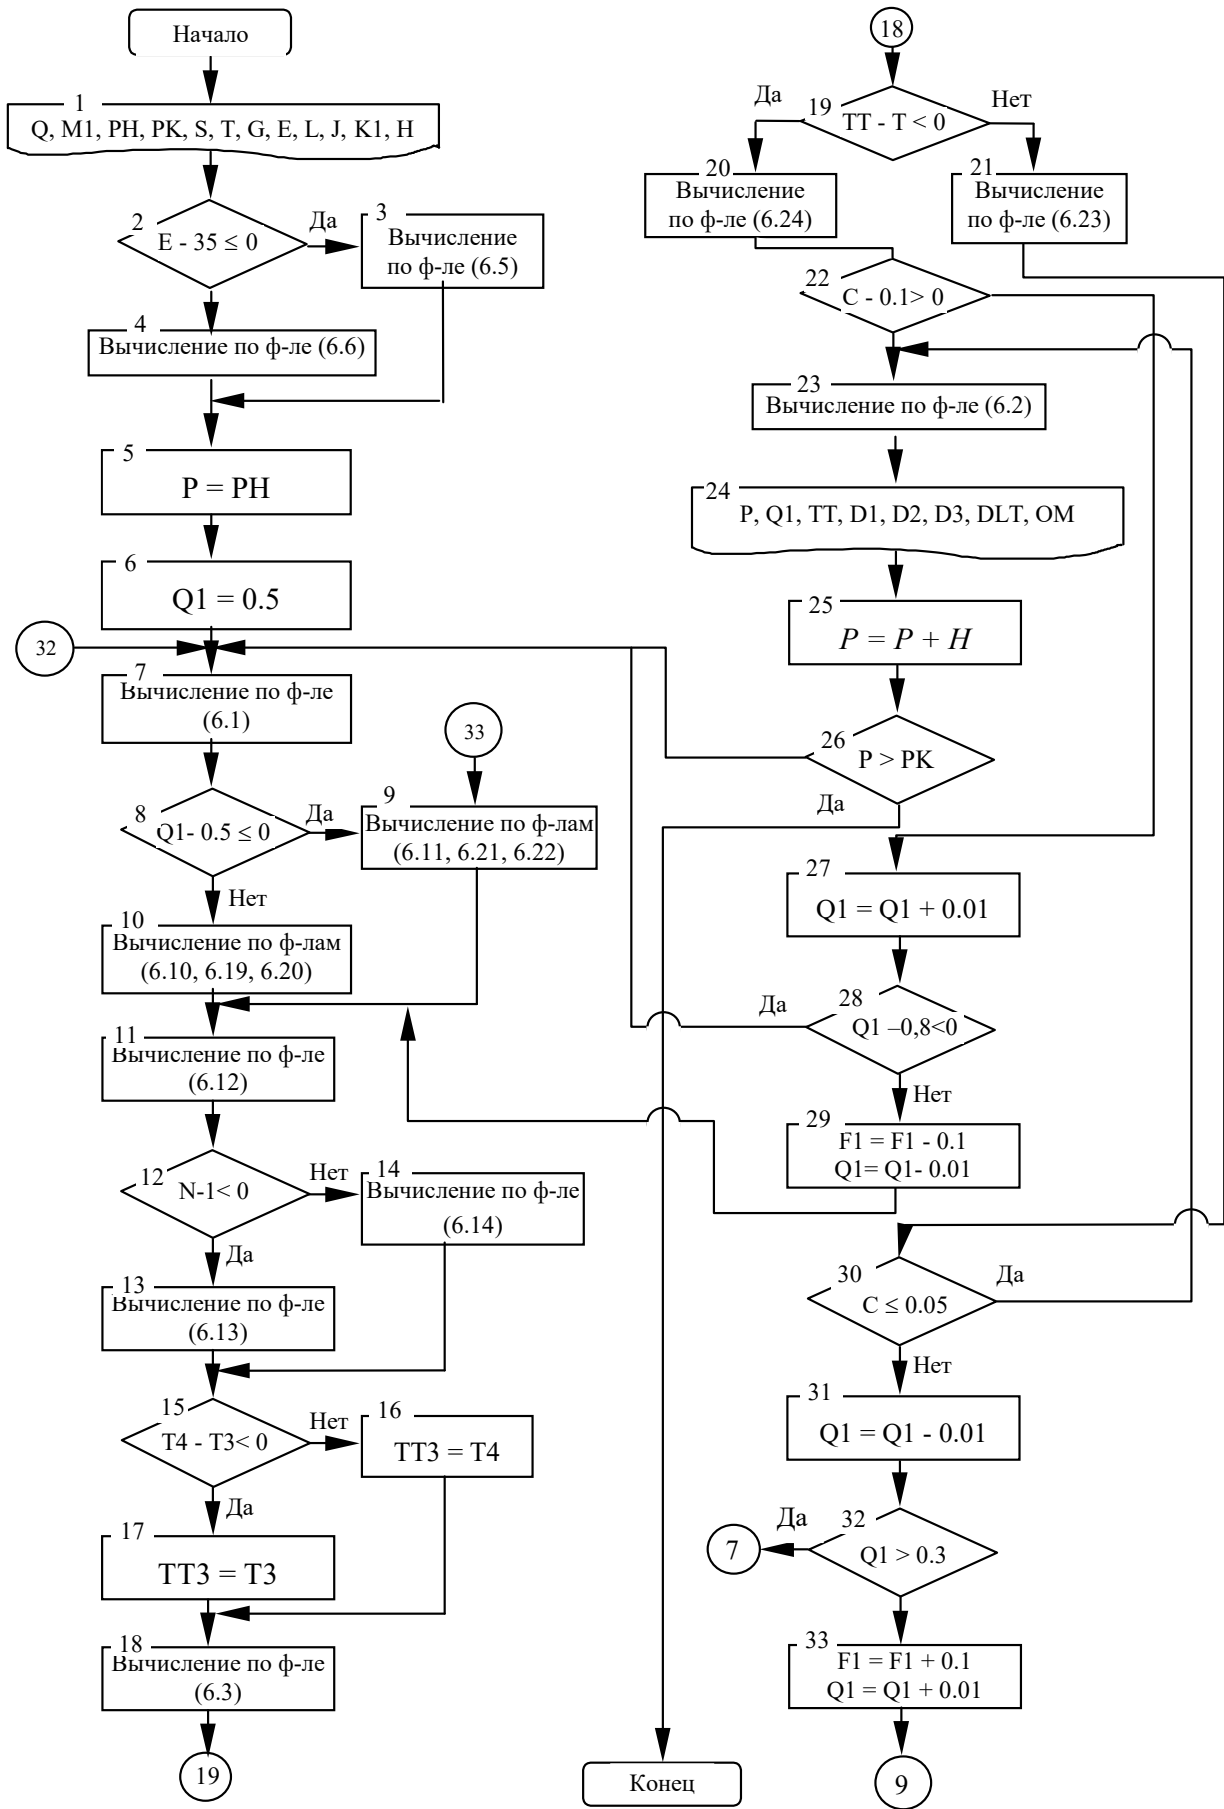 Начало
1
Q, M1, PH, PK, S, T, G, E, L, J, K1, H
2
E - 35 ≤ 0
Да
3
Вычисление
по ф-ле (6.5)
4
Вычисление по ф-ле (6.6)
5
P = PH
6
Q1 = 0.5
32
7
Вычисление по ф-ле
(6.1)
33
8
Q1- 0.5 ≤ 0
Да
9
Вычисление по ф-лам
(6.11, 6.21, 6.22)
Нет
10
Вычисление по ф-лам
(6.10, 6.19, 6.20)
11
Вычисление по ф-ле
(6.12)
12
N-1< 0
Нет
14
Вычисление по ф-ле
(6.14)
Да
13
Вычисление по ф-ле
(6.13)
15
T4 - T3< 0
Нет
16
TT3 = T4
Да
17
TT3 = T3
18
Вычисление по ф-ле
(6.3)
19
18
Да
19
TT - T < 0
Нет
20
Вычисление
по ф-ле (6.24)
21
Вычисление
по ф-ле (6.23)
22
C - 0.1> 0
23
Вычисление по ф-ле (6.2)
24
P, Q1, TT, D1, D2, D3, DLT, OM
25
P = P + H
26
P > PK
Да
27
Q1 = Q1 + 0.01
Да
28
Q1 –0,8<0
Нет
29
F1 = F1 - 0.1
Q1= Q1- 0.01
30
C ≤ 0.05
Да
Нет
31
Q1 = Q1 - 0.01
7
Да
32
Q1 > 0.3
33
F1 = F1 + 0.1
Q1 = Q1 + 0.01
Конец
9